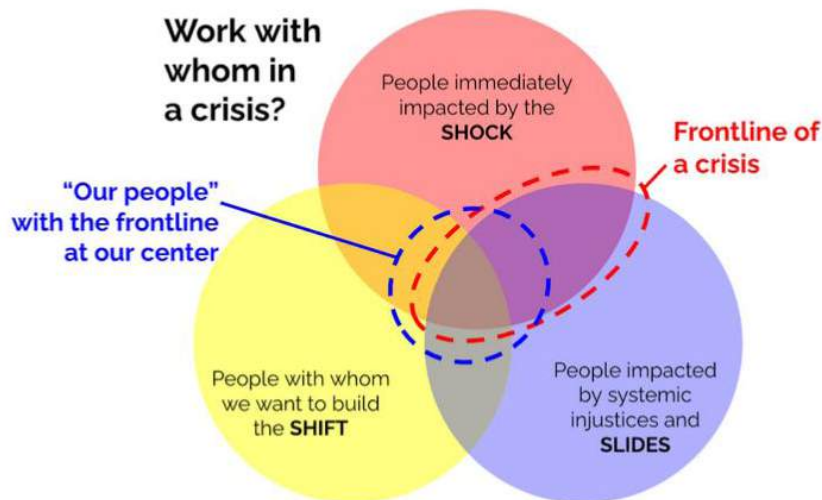 Work with
whom in
a crisis?
People immediately
impacted by the
SHOCK
Frontline of
a crisis
“Our people”
with the frontline
at our center
People with whom
we want to build
the SHIFT
People impacted
by systemic
injustices and
SLIDES